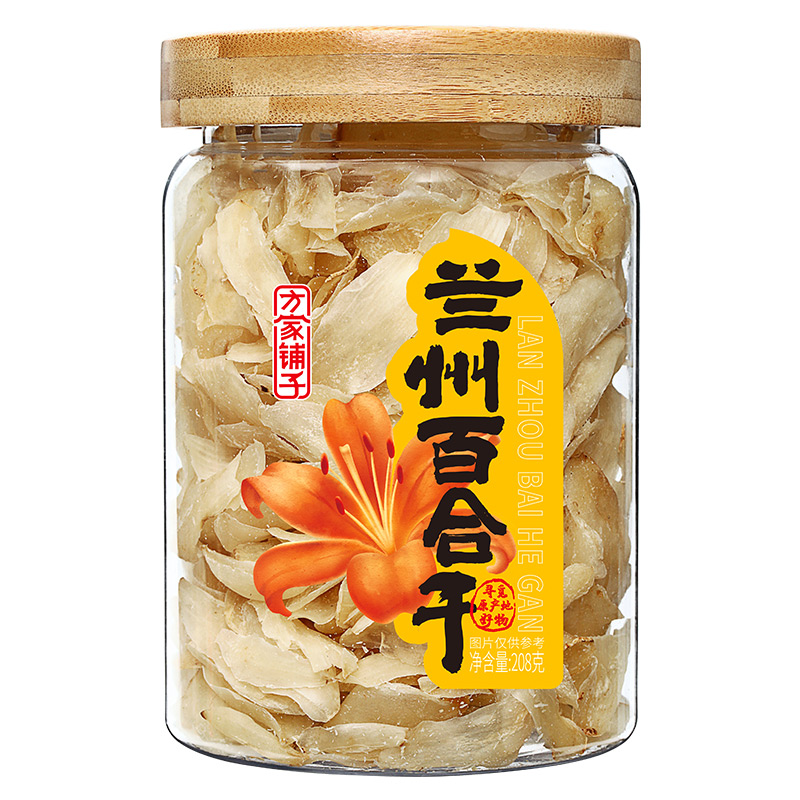 方家铺子
兰州百合干
LAN ZHOU BAI HE GAN
寻觅
原产地
好物
图片仅供参考
净含量:208克